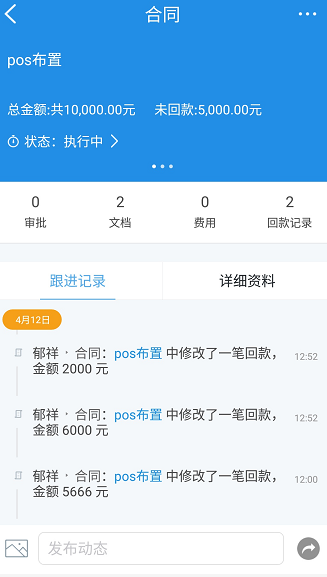 合同
pos布置
总金额:共10,000.00元 未回款:5,000.00元
状态：执行中
0 2 0 2
审批 文档 费用 回款记录
跟进记录 详细资料
4月12日
郁祥 · 合同：pos布置 中修改了一笔回款， 12:52
金额 2000 元
郁祥 · 合同：pos布置 中修改了一笔回款， 12:52
金额 6000 元
郁祥 · 合同：pos布置 中修改了一笔回款， 12:00
金额 5666 元
发布动态